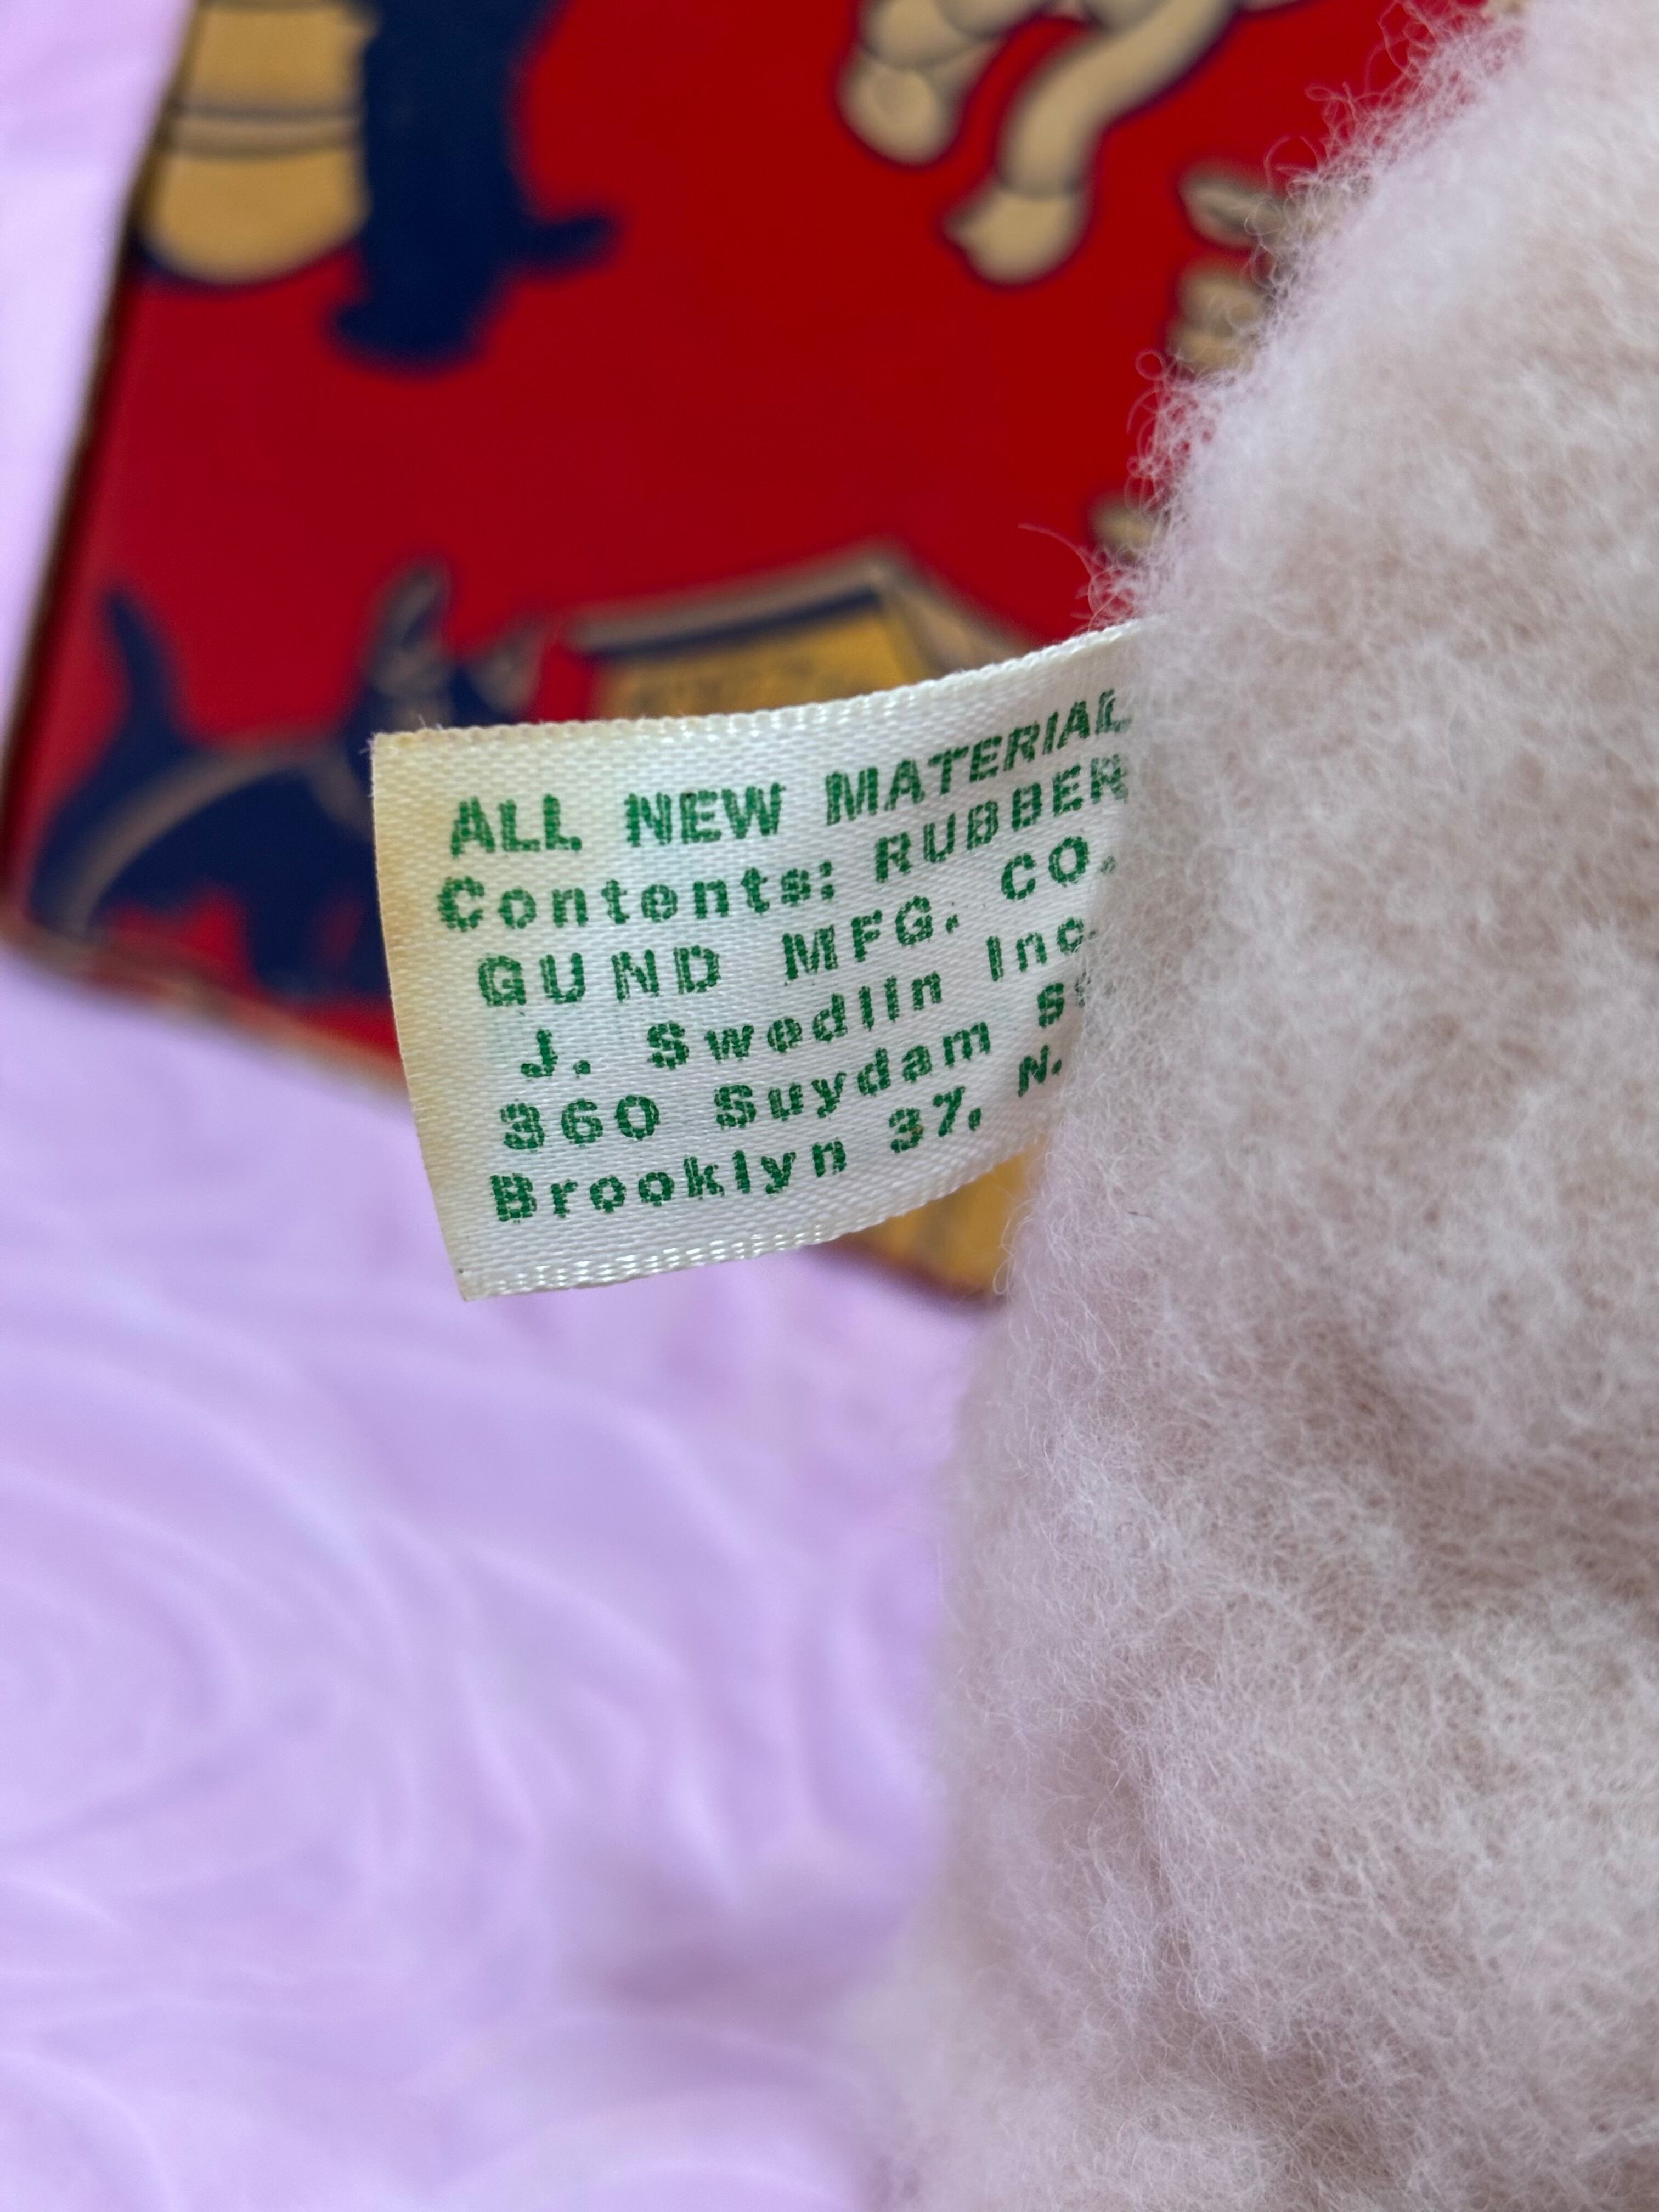 ALL NEW MATERIAL
Contents: RUBBER
GUND MFG. CO.
J. Swedlin Inc.
360 Suydam St.
Brooklyn 37, N.